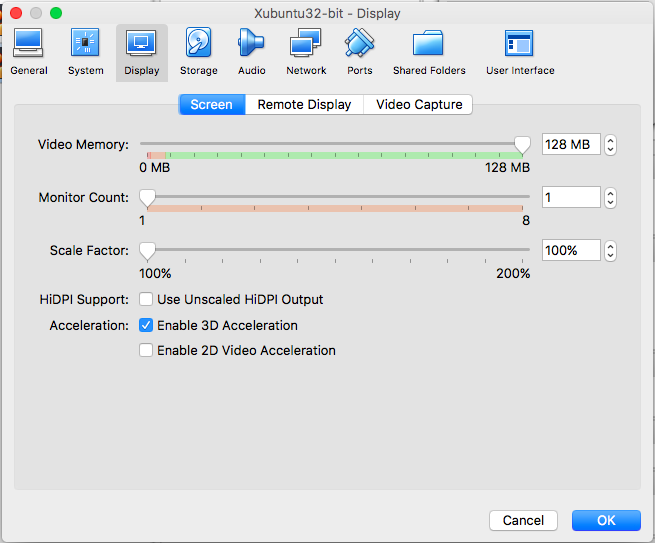 Xubuntu32-bit - Display
General System Display Storage Audio Network Ports Shared Folders User Interface
Screen Remote Display Video Capture
Video Memory: 128 MB
0 MB 128 MB
Monitor Count: 1
1 8
Scale Factor: 100%
100% 200%
HiDPI Support: Use Unscaled HiDPI Output
Acceleration: Enable 3D Acceleration
Enable 2D Video Acceleration
Cancel OK